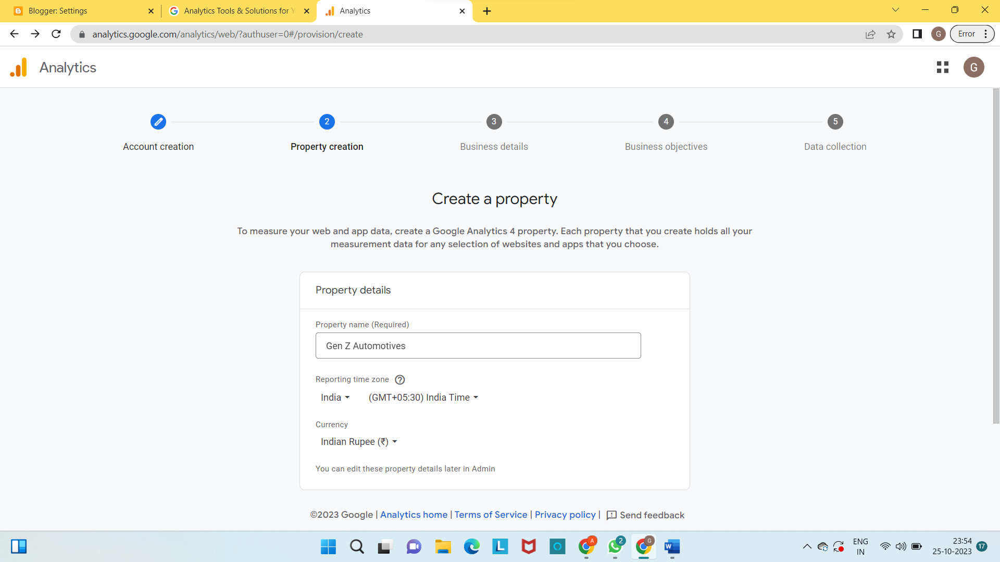 Blogger: Settings
Analytics Tools & Solutions for Y
Analytics
analytics.google.com/analytics/web/?authuser=0#/provision/create
G
Error
Analytics
G
2
3
4
5
Account creation
Property creation
Business details
Business objectives
Data collection
Create a property
To measure your web and app data, create a Google Analytics 4 property. Each property that you create holds all your
measurement data for any selection of websites and apps that you choose.
Property details
Property name (Required)
Gen Z Automotives
Reporting time zone
India
(GMT+05:30) India Time
Currency
Indian Rupee (₹)
You can edit these property details later in Admin
©2023 Google | Analytics home | Terms of Service | Privacy policy | Send feedback
L
A
2
G
W
ENG
IN
23:54
25-10-2023
17